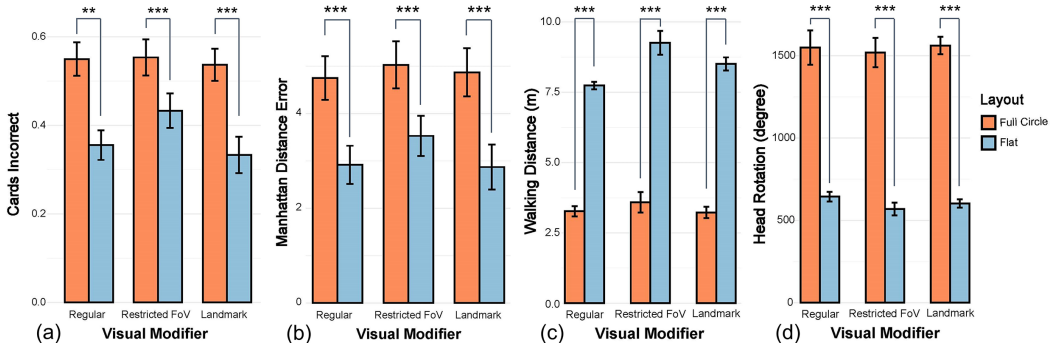 ** *** ***
0.6
0.4
0.2
0.0
Cards Incorrect
Regular Restricted FoV Landmark
(a) Visual Modifier
*** *** ***
4
2
0
Manhattan Distance Error
Regular Restricted FoV Landmark
(b) Visual Modifier
*** *** ***
10.0
7.5
5.0
2.5
0.0
Walking Distance (m)
Regular Restricted FoV Landmark
(c) Visual Modifier
*** *** ***
1500
1000
500
0
Head Rotation (degree)
Regular Restricted FoV Landmark
(d) Visual Modifier
Layout
Full Circle
Flat